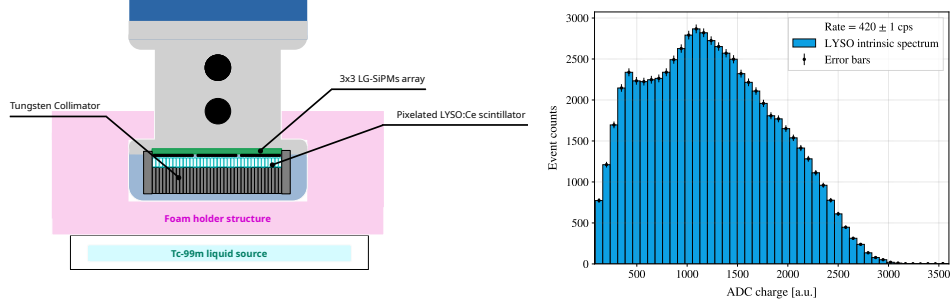 3x3 LG-SiPMs array
Tungsten Collimator
Pixelated LYSO:Ce scintillator
Foam holder structure
Tc-99m liquid source
Rate = 420 ± 1 cps
LYSO intrinsic spectrum
Error bars
Event counts
3000
2500
2000
1500
1000
500
0
500 1000 1500 2000 2500 3000 3500
ADC charge [a.u.]